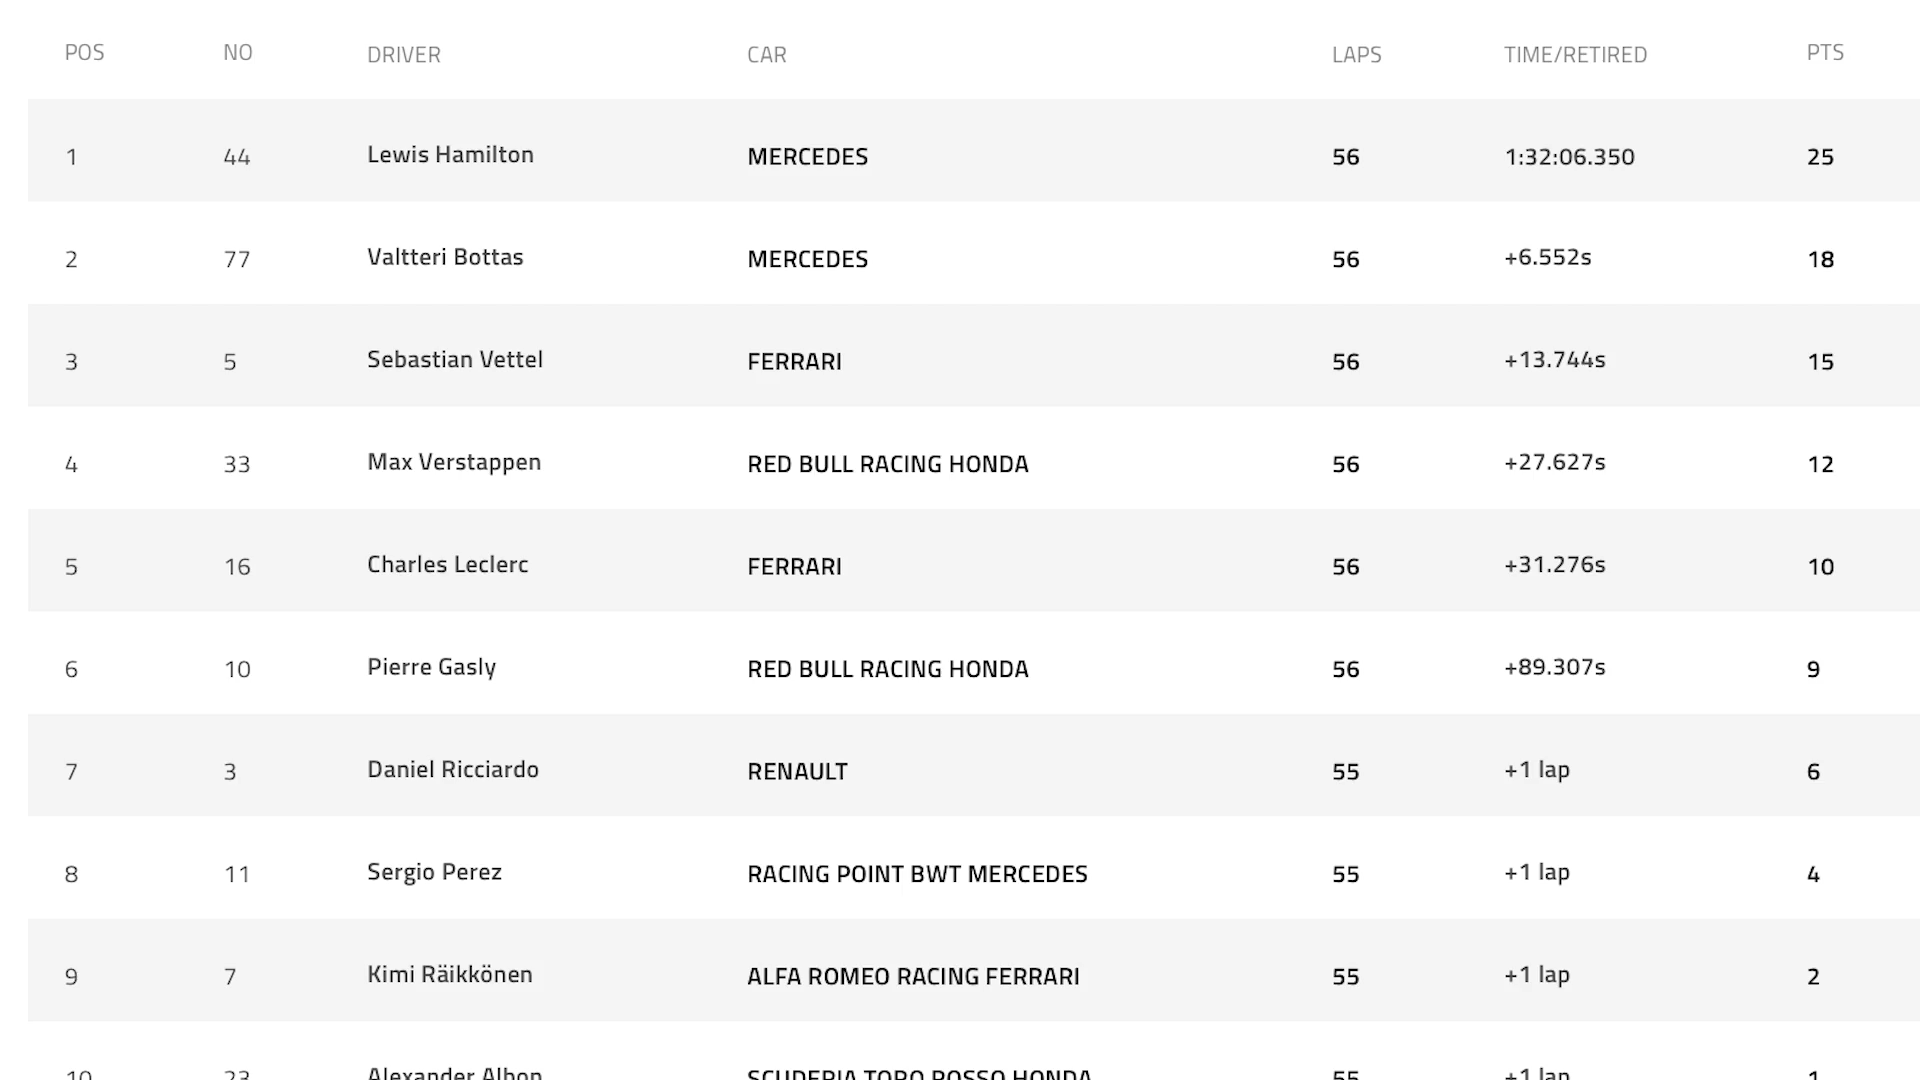 POS NO DRIVER CAR LAPS TIME/RETIRED PTS
1 44 Lewis Hamilton MERCEDES 56 1:32:06.350 25
2 77 Valtteri Bottas MERCEDES 56 +6.552s 18
3 5 Sebastian Vettel FERRARI 56 +13.744s 15
4 33 Max Verstappen RED BULL RACING HONDA 56 +27.627s 12
5 16 Charles Leclerc FERRARI 56 +31.276s 10
6 10 Pierre Gasly RED BULL RACING HONDA 56 +89.307s 9
7 3 Daniel Ricciardo RENAULT 55 +1 lap 6
8 11 Sergio Perez RACING POINT BWT MERCEDES 55 +1 lap 4
9 7 Kimi Räikkönen ALFA ROMEO RACING FERRARI 55 +1 lap 2
10 23 Alexander Albon SCUDERIA TORO ROSSO HONDA 55 +1 lap 1